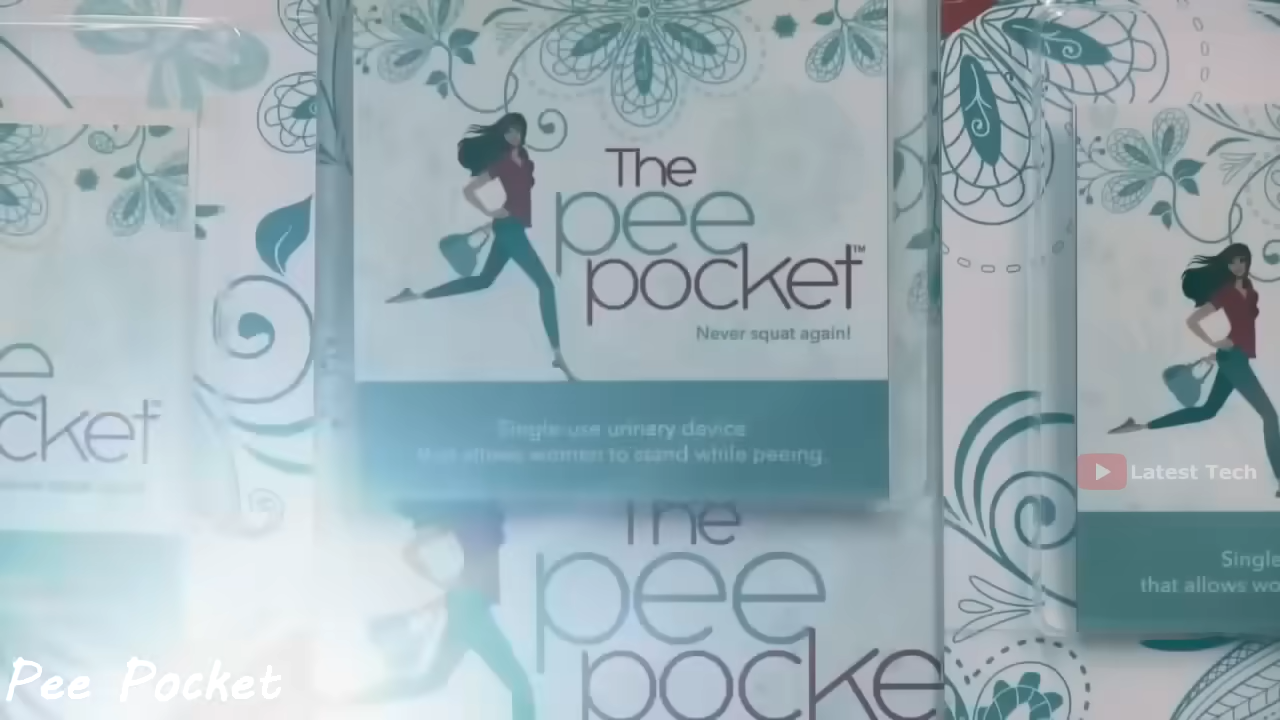 The
pee
pocket™
Never squat again!
Single-use urinary device
that allows women to stand while peeing.
e
cket™
The
pee
pocke
Single
that allows wo
Latest Tech
Pee Pocket